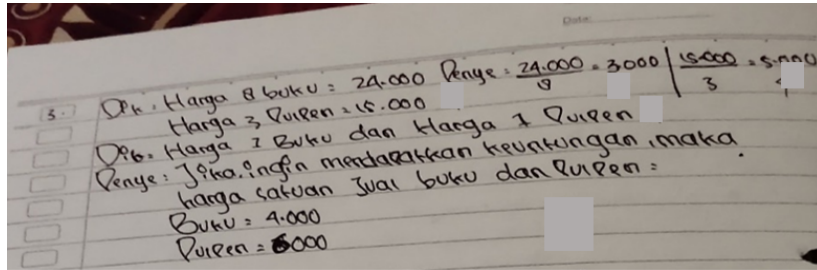 Date:
3. Dik : Harga 8 buku : 24.000 Penye : 24.000/8 = 3000 | 15.000/3 = 5.000
Harga 3 Pulpen = 15.000
Dit : Harga 1 Buku dan Harga 1 Pulpen
Penye : Jika ingin mendapatkan keuntungan, maka
harga satuan Jual buku dan Pulpen :
Buku : 4.000
Pulpen = 6000